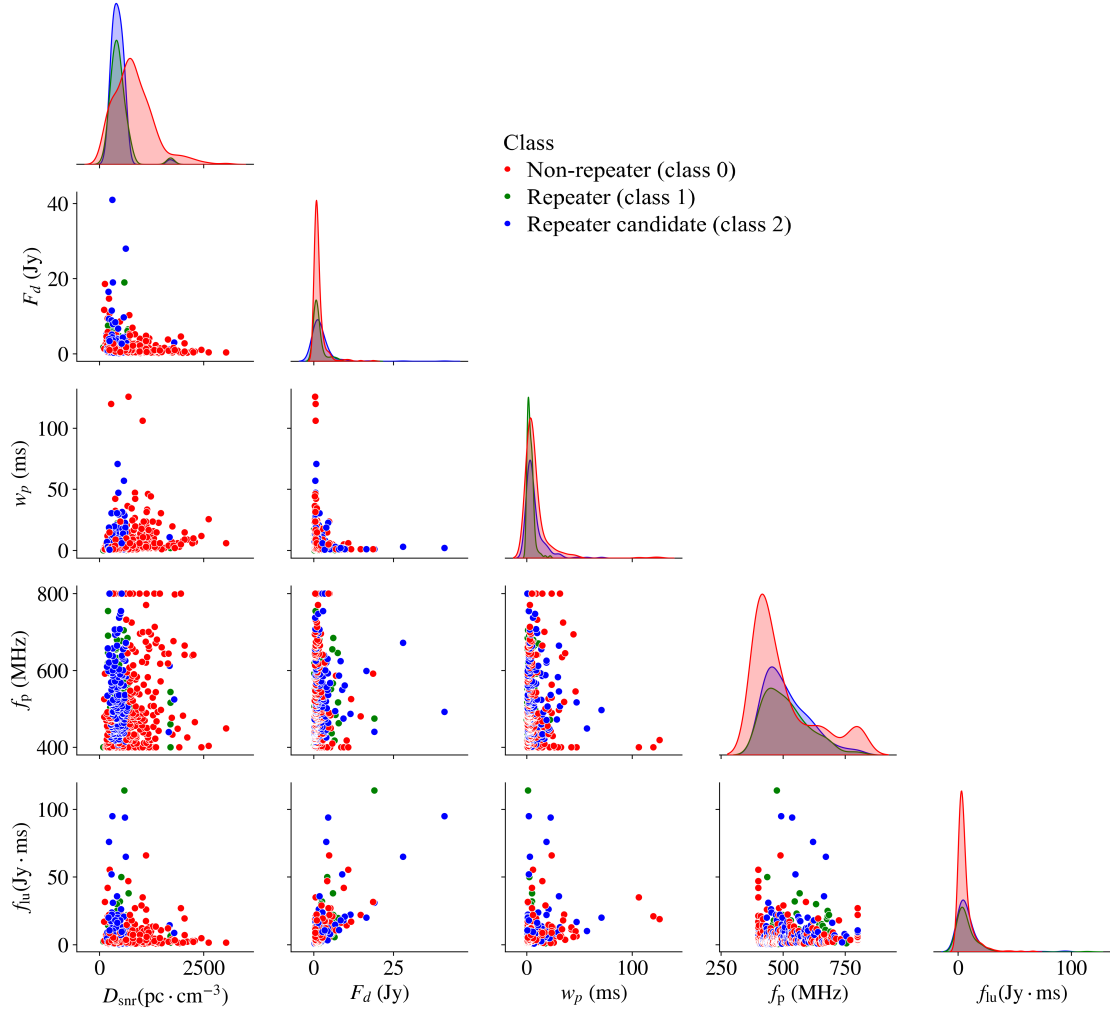 Class
Non-repeater (class 0)
Repeater (class 1)
Repeater candidate (class 2)
40
20
0
F_d (Jy)
100
50
0
w_p (ms)
800
600
400
f_p (MHz)
100
50
0
f_lu(Jy·ms)
0 2500
D_snr(pc·cm⁻³)
0 25
F_d (Jy)
0 100
w_p (ms)
250 500 750
f_p (MHz)
0 100
f_lu(Jy·ms)